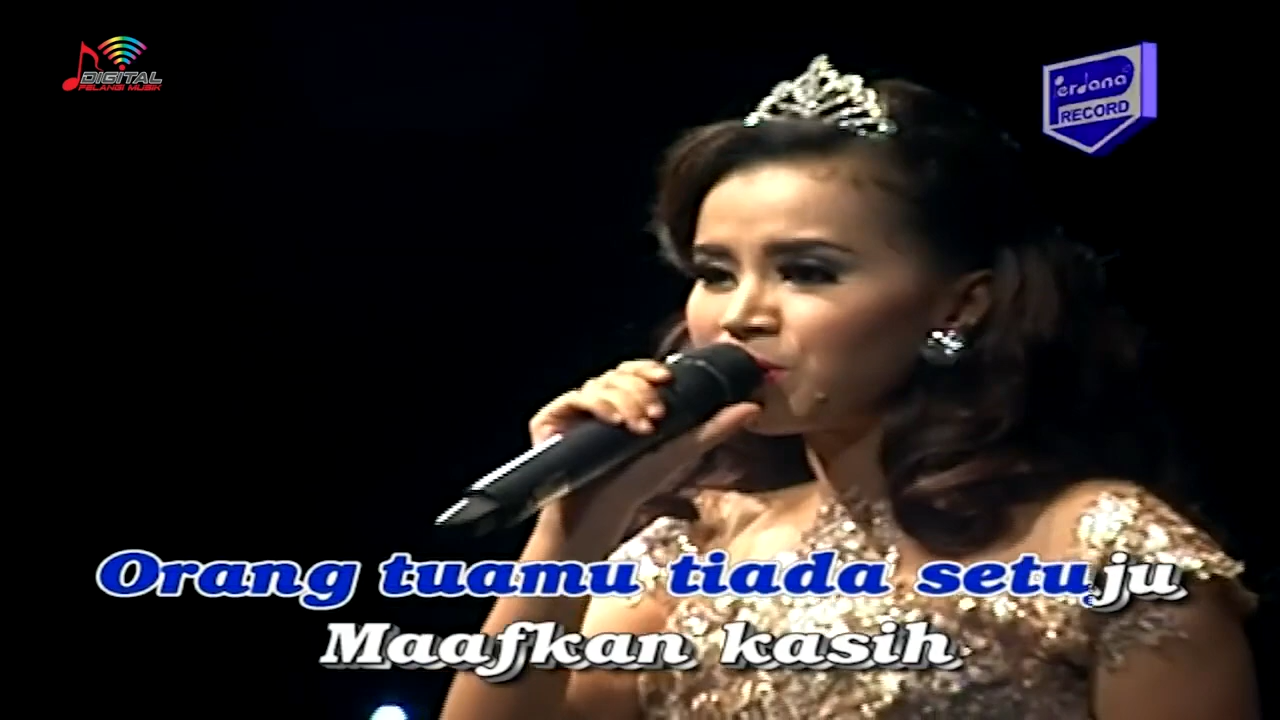 DIGITAL
PELANGI MUSIK
Perdana
RECORD
Orang tuamu tiada setuju
Maafkan kasih